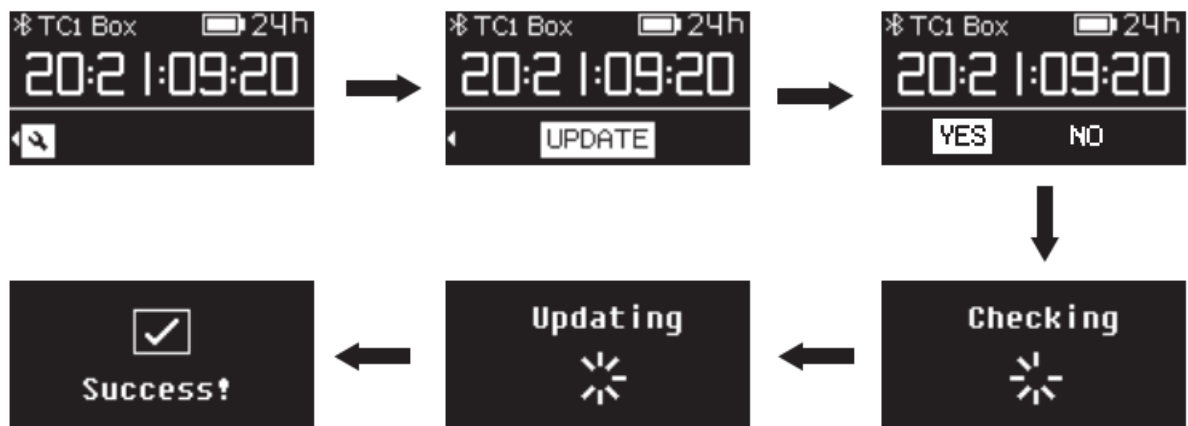 TC1 Box 24h
20:21:09:20
TC1 Box 24h
20:21:09:20
UPDATE
TC1 Box 24h
20:21:09:20
YES NO
Checking
Updating
Success!